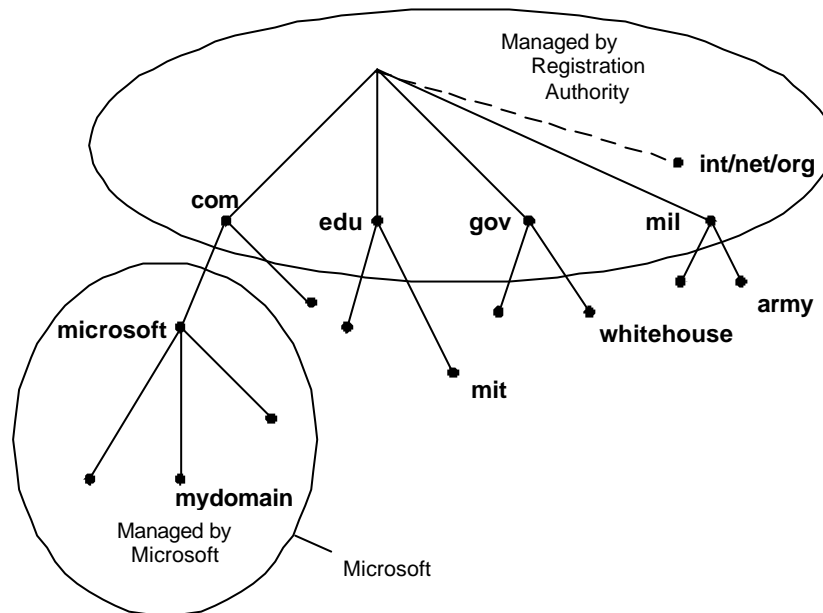 Managed by
Registration
Authority
int/net/org
com
edu
gov
mil
army
microsoft
whitehouse
mit
mydomain
Managed by
Microsoft
Microsoft